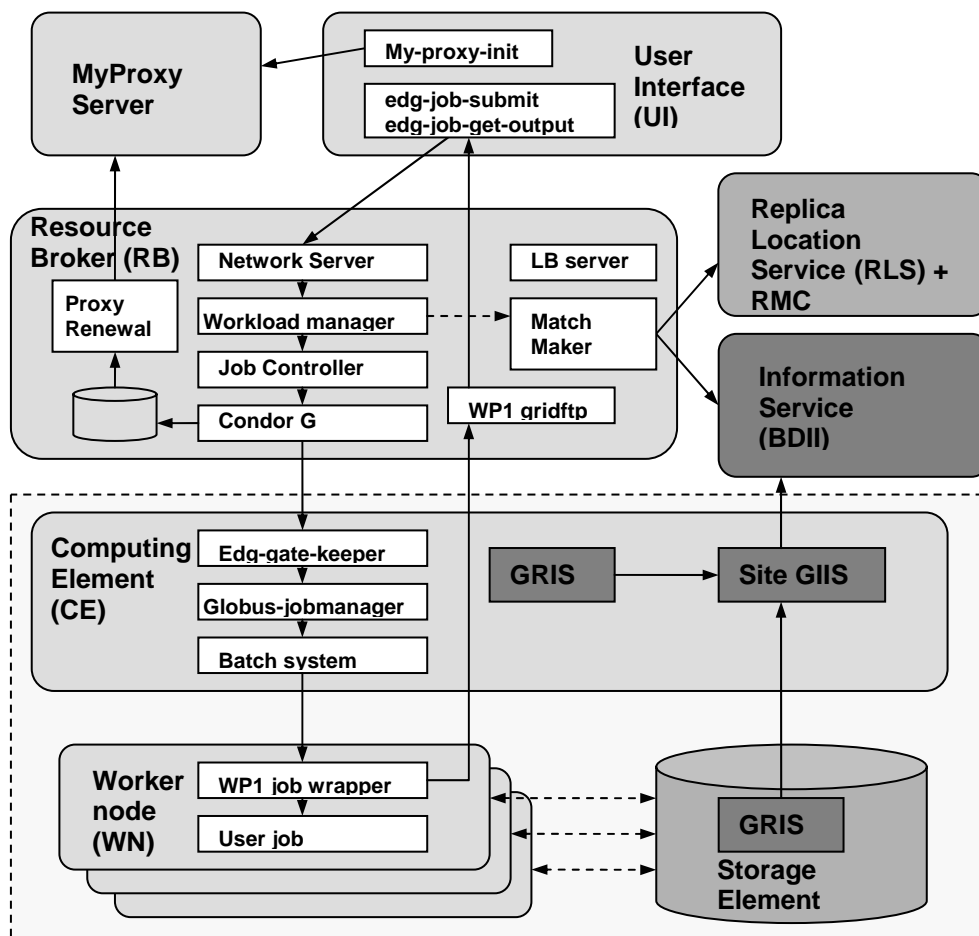 MyProxy
Server
My-proxy-init
edg-job-submit
edg-job-get-output
User
Interface
(UI)
Resource
Broker (RB)
Proxy
Renewal
Network Server
Workload manager
Job Controller
Condor G
LB server
Match
Maker
WP1 gridftp
Replica
Location
Service (RLS) +
RMC
Information
Service
(BDII)
Computing
Element
(CE)
Edg-gate-keeper
Globus-jobmanager
Batch system
GRIS
Site GIIS
Worker
node
(WN)
WP1 job wrapper
User job
GRIS
Storage
Element